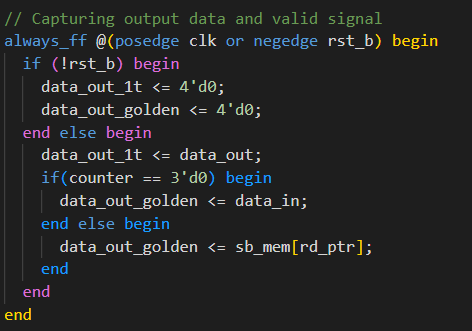 // Capturing output data and valid signal
always_ff @(posedge clk or negedge rst_b) begin
  if (!rst_b) begin
    data_out_1t <= 4'd0;
    data_out_golden <= 4'd0;
  end else begin
    data_out_1t <= data_out;
    if(counter == 3'd0) begin
      data_out_golden <= data_in;
    end else begin
      data_out_golden <= sb_mem[rd_ptr];
    end
  end
end